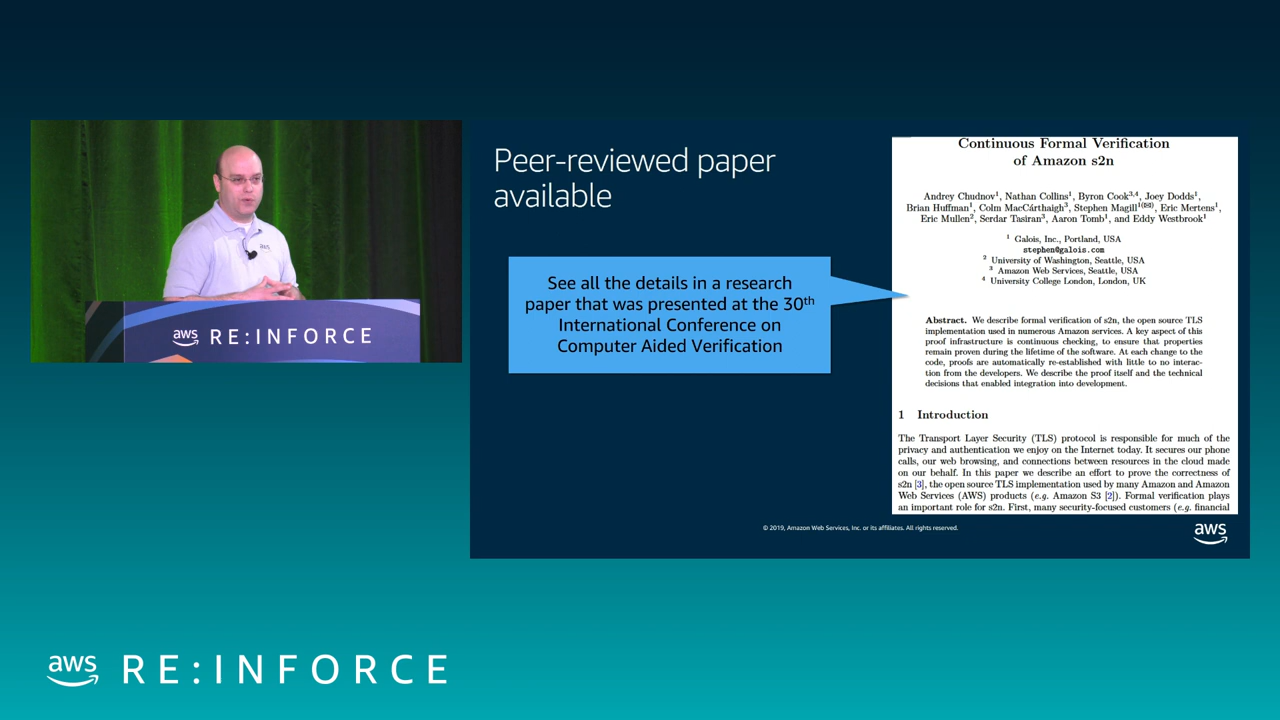 aws
aws RE:INFORCE
Peer-reviewed paper
available
See all the details in a research
paper that was presented at the 30th
International Conference on
Computer Aided Verification
Continuous Formal Verification
of Amazon s2n
Andrey Chudnov1, Nathan Collins1, Byron Cook3,4, Joey Dodds1,
Brian Huffman1, Colm MacCárthaigh3, Stephen Magill1(✉), Eric Mertens1,
Eric Mullen2, Serdar Tasiran3, Aaron Tomb1, and Eddy Westbrook1
1 Galois, Inc., Portland, USA
stephen@galois.com
2 University of Washington, Seattle, USA
3 Amazon Web Services, Seattle, USA
4 University College London, London, UK
Abstract. We describe formal verification of s2n, the open source TLS
implementation used in numerous Amazon services. A key aspect of this
proof infrastructure is continuous checking, to ensure that properties
remain proven during the lifetime of the software. At each change to the
code, proofs are automatically re-established with little to no interac-
tion from the developers. We describe the proof itself and the technical
decisions that enabled integration into development.
1 Introduction
The Transport Layer Security (TLS) protocol is responsible for much of the
privacy and authentication we enjoy on the Internet today. It secures our phone
calls, our web browsing, and connections between resources in the cloud made
on our behalf. In this paper we describe an effort to prove the correctness of
s2n [3], the open source TLS implementation used by many Amazon and Amazon
Web Services (AWS) products (e.g. Amazon S3 [2]). Formal verification plays
an important role for s2n. First, many security-focused customers (e.g. financial
© 2019, Amazon Web Services, Inc. or its affiliates. All rights reserved.
aws
aws RE:INFORCE